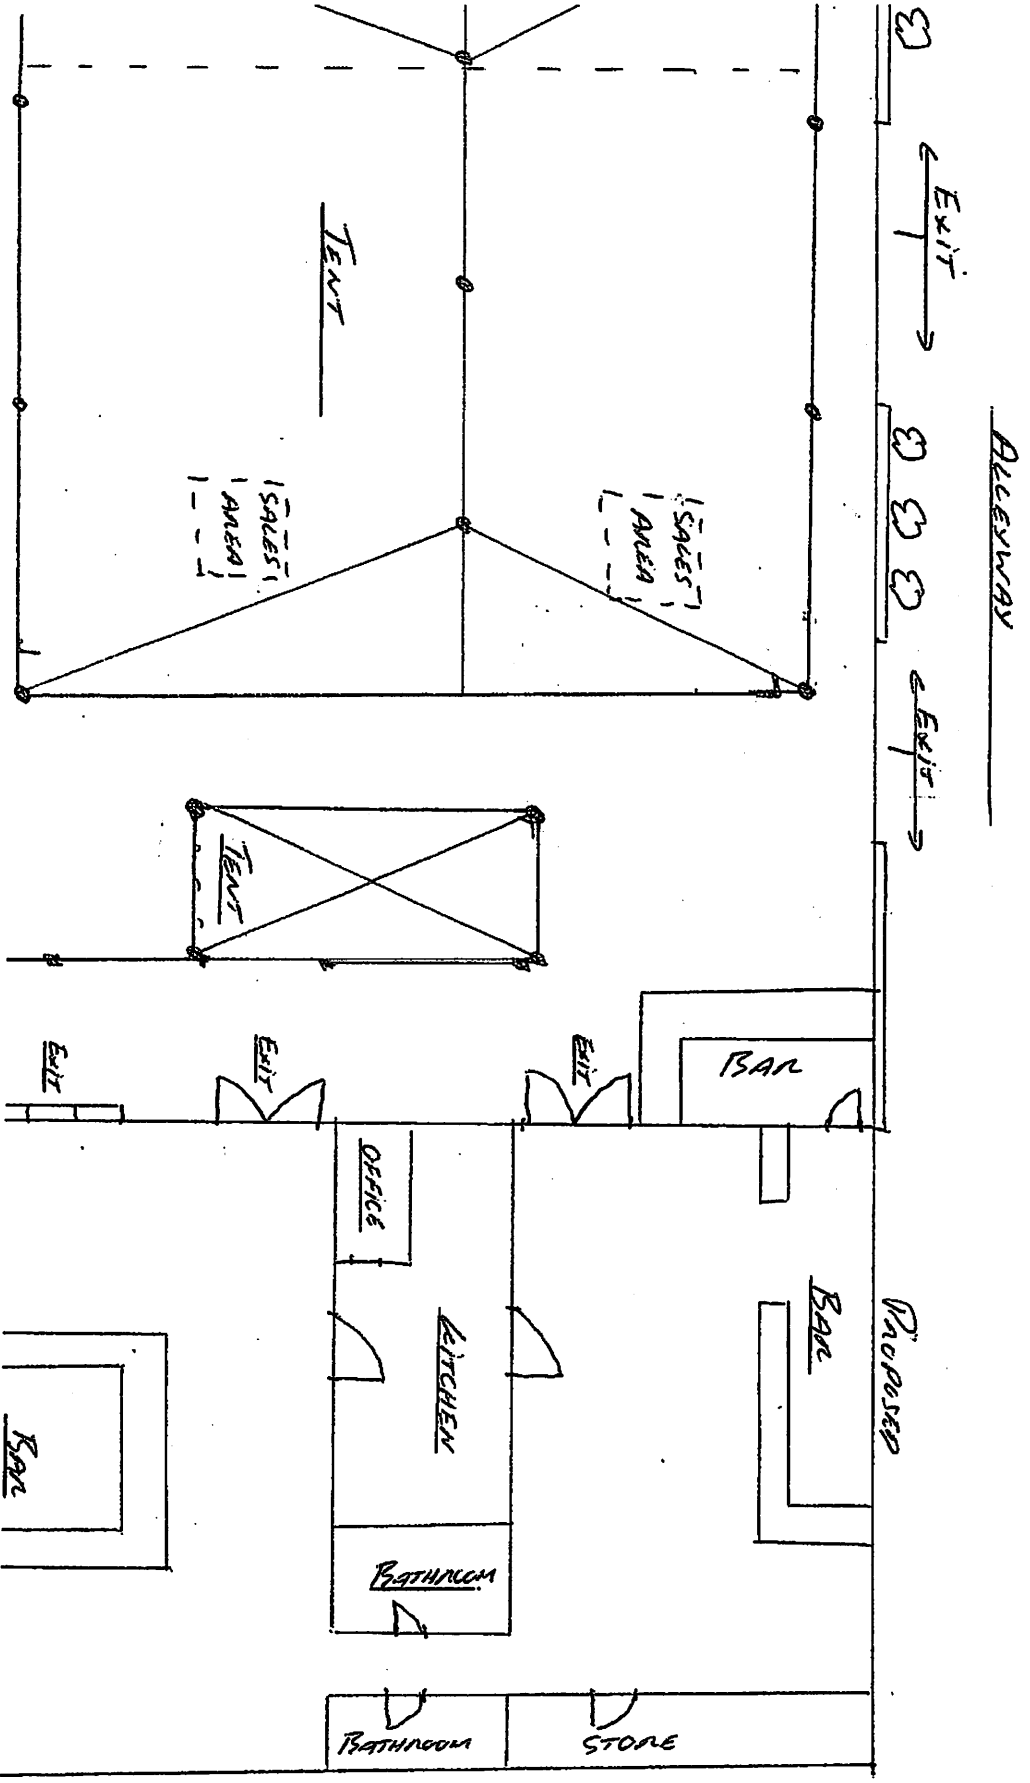 ALLEYWAY
Exit
Exit
TENT
SALES
AREA
SALES
AREA
TENT
Exit
Exit
Exit
BAR
OFFICE
KITCHEN
BAR
PROPOSED
BAR
BATHROOM
BATHROOM
STORE